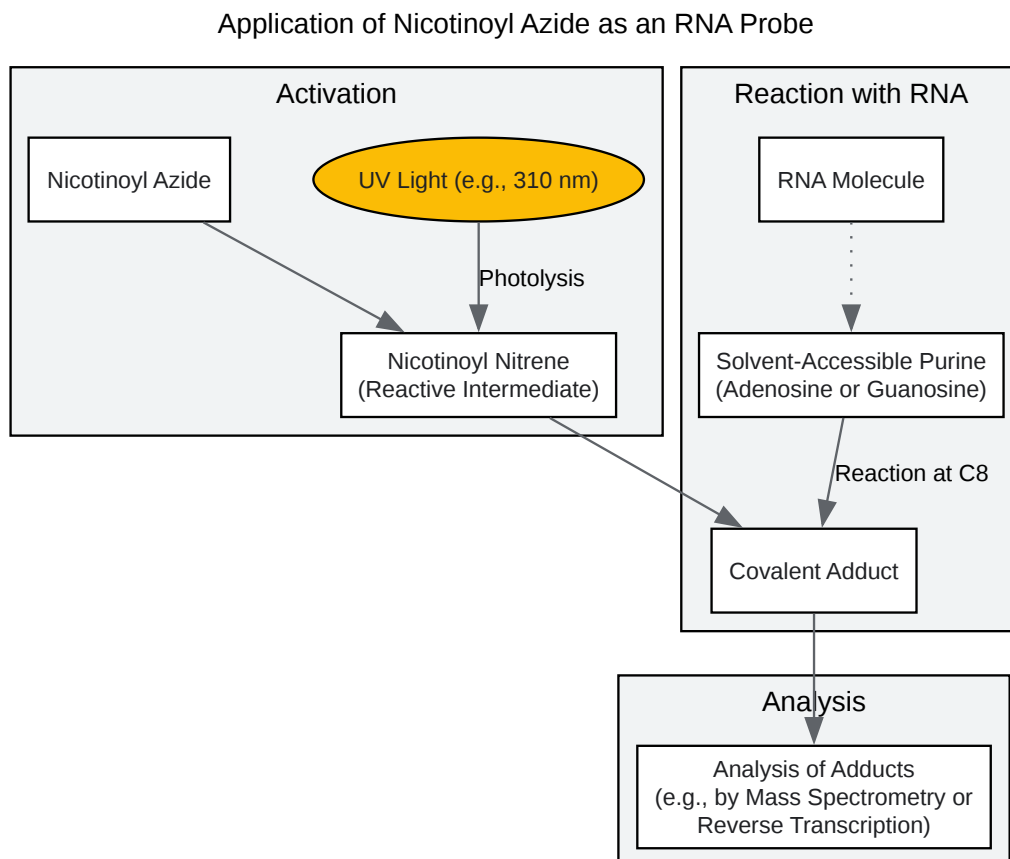 Application of Nicotinoyl Azide as an RNA Probe
Activation
Nicotinoyl Azide
UV Light (e.g., 310 nm)
Photolysis
Nicotinoyl Nitrene
(Reactive Intermediate)
Reaction with RNA
RNA Molecule
Solvent-Accessible Purine
(Adenosine or Guanosine)
Reaction at C8
Covalent Adduct
Analysis
Analysis of Adducts
(e.g., by Mass Spectrometry or
Reverse Transcription)